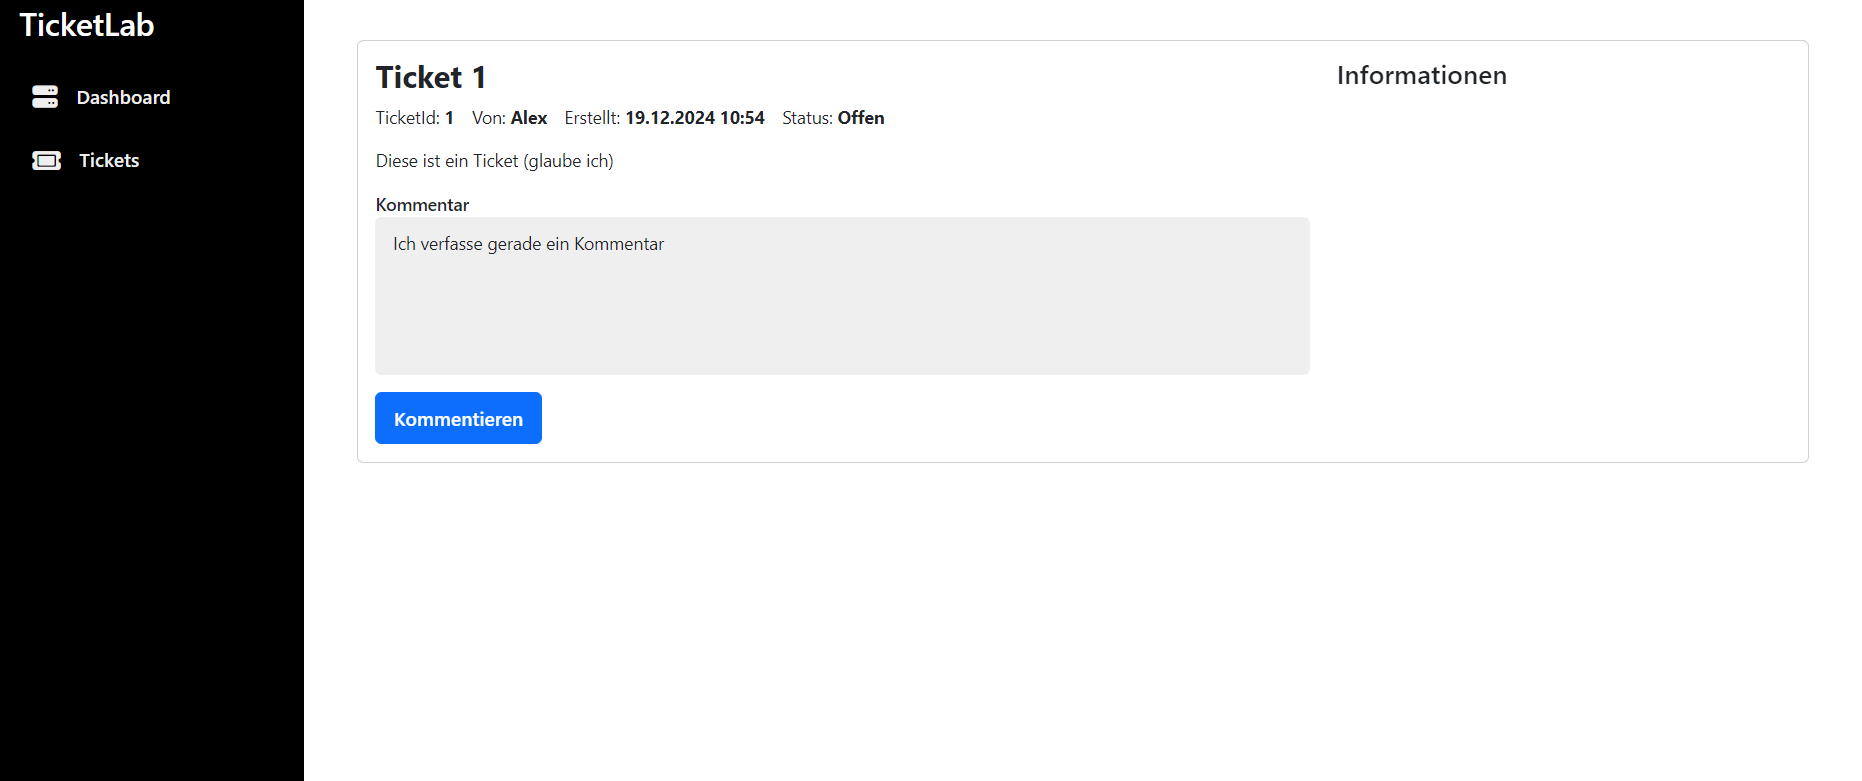 TicketLab
Dashboard
Tickets
Ticket 1
TicketId: 1 Von: Alex Erstellt: 19.12.2024 10:54 Status: Offen
Diese ist ein Ticket (glaube ich)
Kommentar
Ich verfasse gerade ein Kommentar
Kommentieren
Informationen